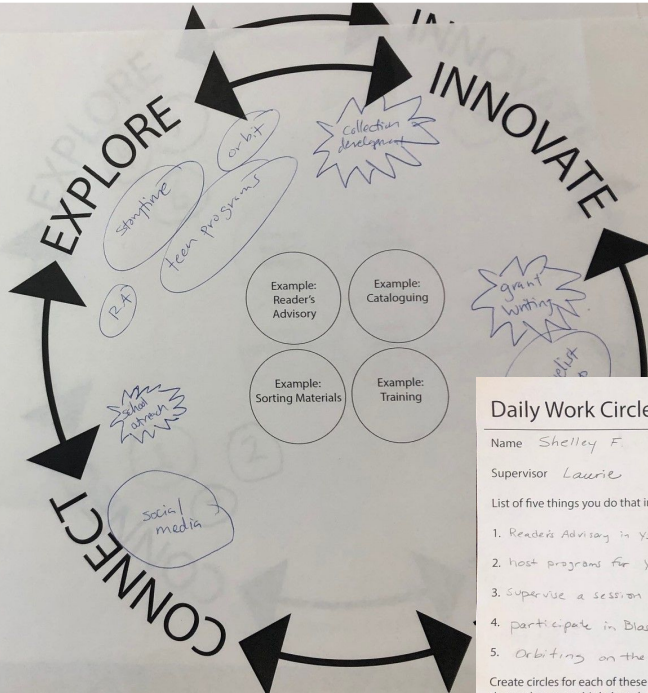 INNOVATE
EXPLORE
orbit
collection
development
storytime
teen programs
RA
Example:
Reader's
Advisory
Example:
Cataloguing
grant
writing
Example:
Sorting Materials
Example:
Training
school
outreach
2
social
media
CONNECT
Daily Work Circle
Name Shelley F.
Supervisor Laurie
List of five things you do that
1. Reader's Advisory in
2. host programs for
3. Supervise a session
4. participate in
5. Orbiting on the
Create circles for each of these